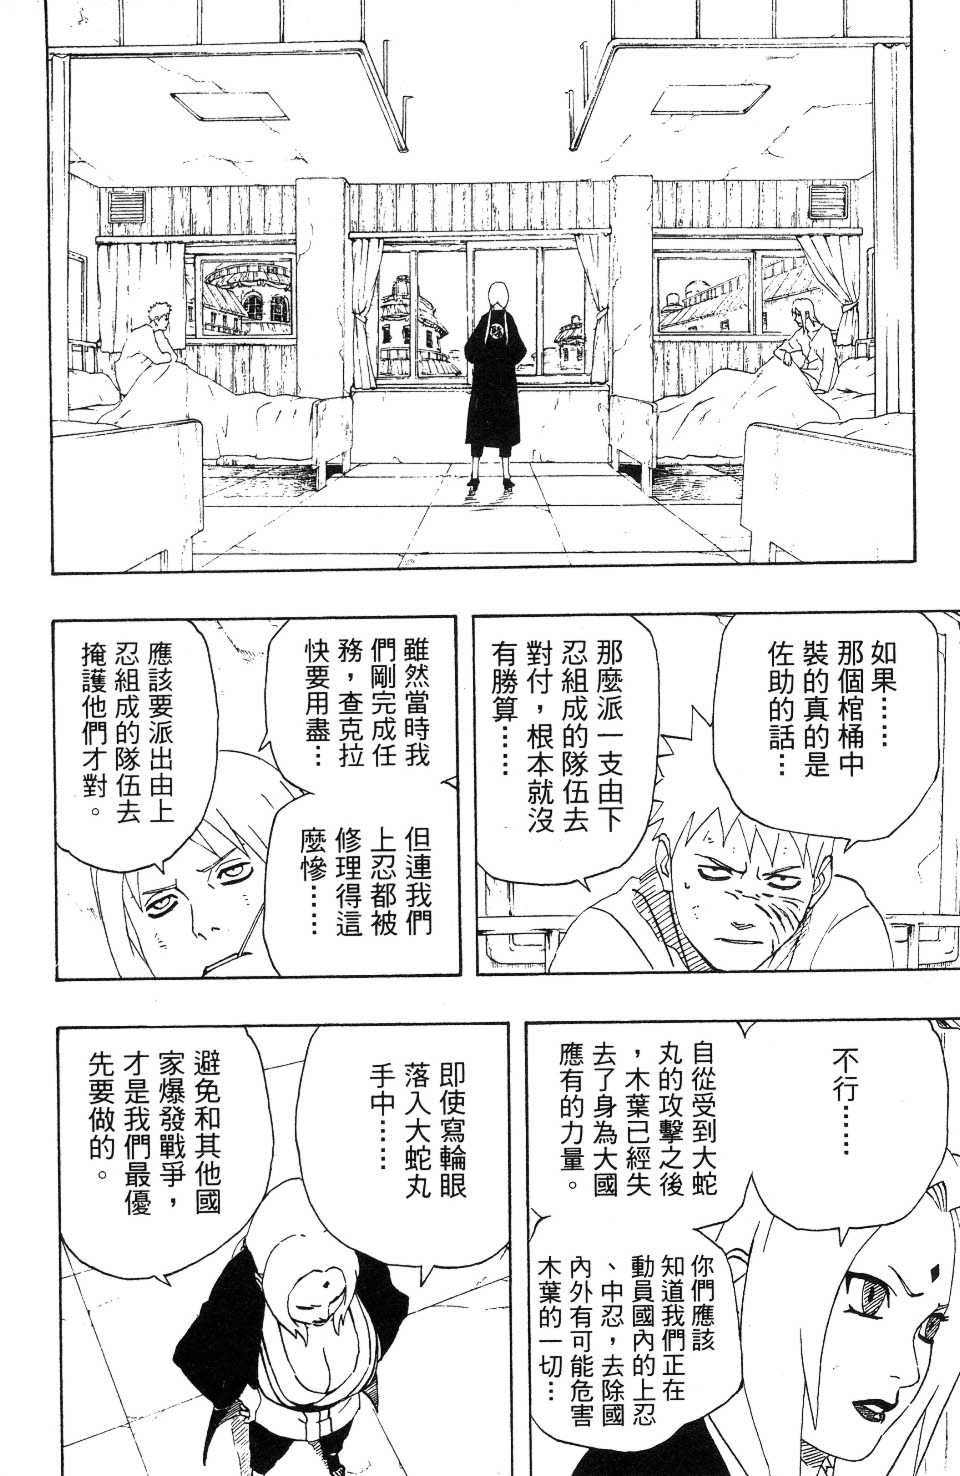 如果……
那個棺桶中
裝的真的是
佐助的話…
那麼派一支由下
忍組成的隊伍去
對付，根本就沒
有勝算……
雖然當時我
們剛完成任
務，查克拉
快要用盡…
但連我們
上忍都被
修理得這
麼慘……
應該要派出由上
忍組成的隊伍去
掩護他們才對。
不行……
自從受到大蛇
丸的攻擊之後
，木葉已經失
去了身為大國
應有的力量。
你們應該
知道我們正在
動員國內的上忍
、中忍，去除國
內外有可能危害
木葉的一切…
即使寫輪眼
落入大蛇丸
手中……
避免和其他國
家爆發戰爭，
才是我們最優
先要做的。